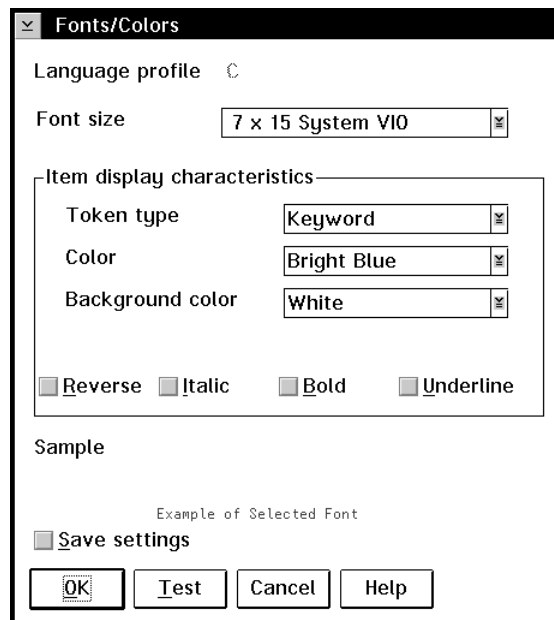 Fonts/Colors
Language profile C
Font size 7 x 15 System VIO
Item display characteristics
Token type Keyword
Color Bright Blue
Background color White
Reverse Italic Bold Underline
Sample
Example of Selected Font
Save settings
OK Test Cancel Help